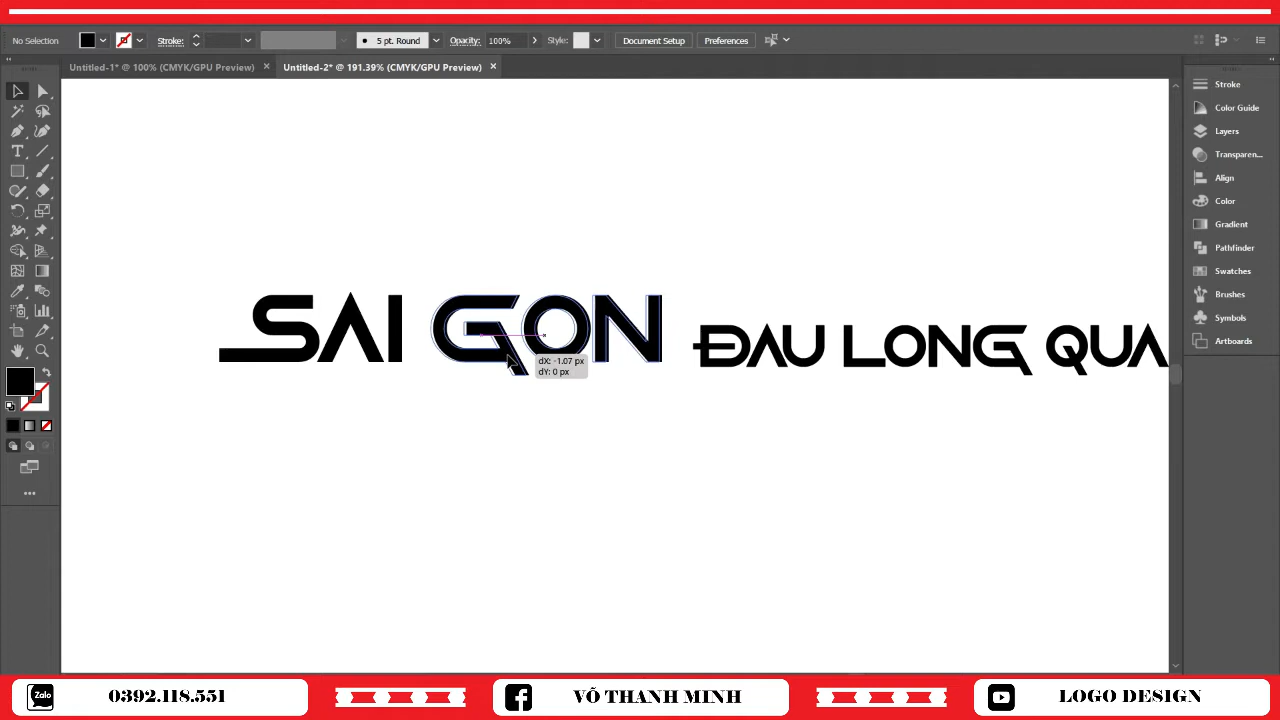 No Selection
Stroke:
5 pt. Round
Opacity: 100%
Style:
Document Setup
Preferences
Untitled-1* @ 100% (CMYK/GPU Preview)
Untitled-2* @ 191.39% (CMYK/GPU Preview)
Stroke
Color Guide
Layers
Transparen...
Align
Color
Gradient
Pathfinder
Swatches
Brushes
Symbols
Artboards
SAI GON
ĐAU LONG QUA
dX: -1.07 px
dY: 0 px
Zalo
0392.118.551
VÕ THANH MINH
LOGO DESIGN